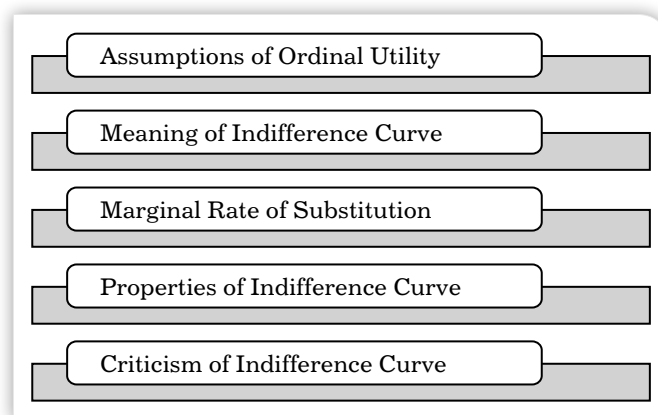 Assumptions of Ordinal Utility
Meaning of Indifference Curve
Marginal Rate of Substitution
Properties of Indifference Curve
Criticism of Indifference Curve